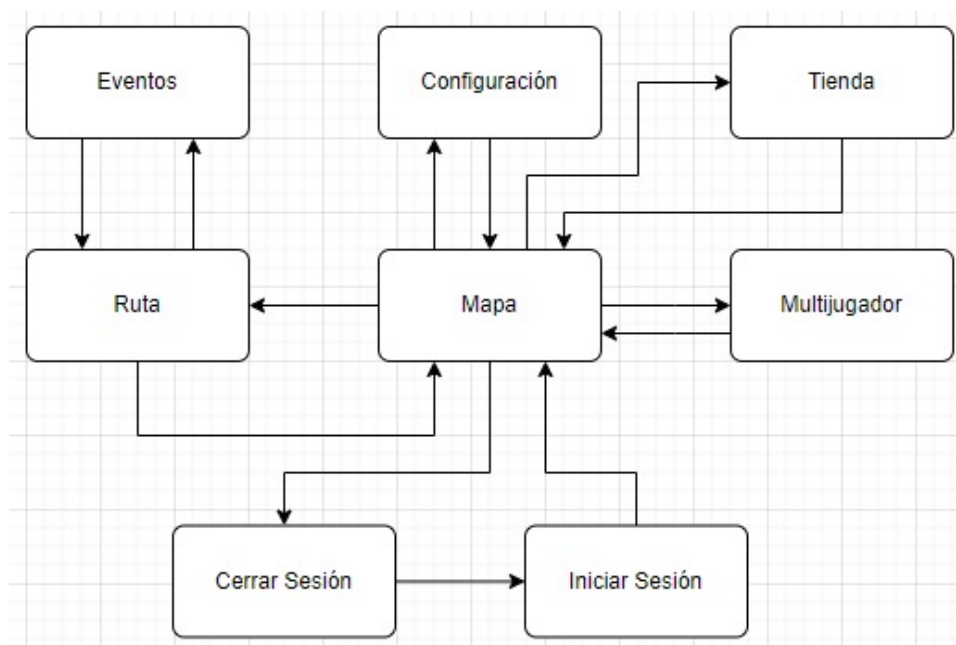 Eventos
Configuración
Tienda
Ruta
Mapa
Multijugador
Cerrar Sesión
Iniciar Sesión